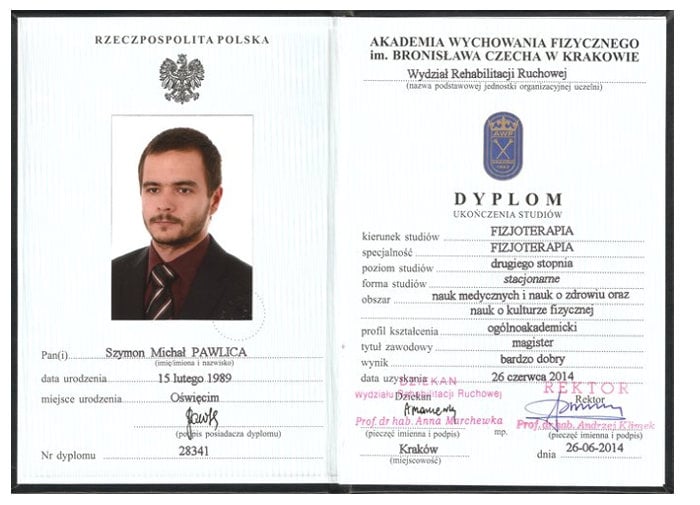 RZECZPOSPOLITA POLSKA
Pan(i) Szymon Michał PAWLICA
(imię/imiona i nazwisko)
data urodzenia 15 lutego 1989
miejsce urodzenia Oświęcim
(podpis posiadacza dyplomu)
Nr dyplomu 28341
AKADEMIA WYCHOWANIA FIZYCZNEGO
im. BRONISŁAWA CZECHA W KRAKOWIE
Wydział Rehabilitacji Ruchowej
(nazwa podstawowej jednostki organizacyjnej uczelni)
AWF
DYPLOM
UKOŃCZENIA STUDIÓW
kierunek studiów FIZJOTERAPIA
specjalność FIZJOTERAPIA
poziom studiów drugiego stopnia
forma studiów stacjonarne
obszar nauk medycznych i nauk o zdrowiu oraz
nauk o kulturze fizycznej
profil kształcenia ogólnoakademicki
tytuł zawodowy magister
wynik bardzo dobry
data uzyskania 26 czerwca 2014
DZIEKAN
Wydziału Rehabilitacji Ruchowej
Dziekan
Prof. dr hab. Anna Marchewka
(pieczęć imienna i podpis)
mp.
REKTOR
Rektor
Prof. dr hab. Andrzej Klimek
(pieczęć imienna i podpis)
Kraków
(miejscowość)
dnia 26-06-2014